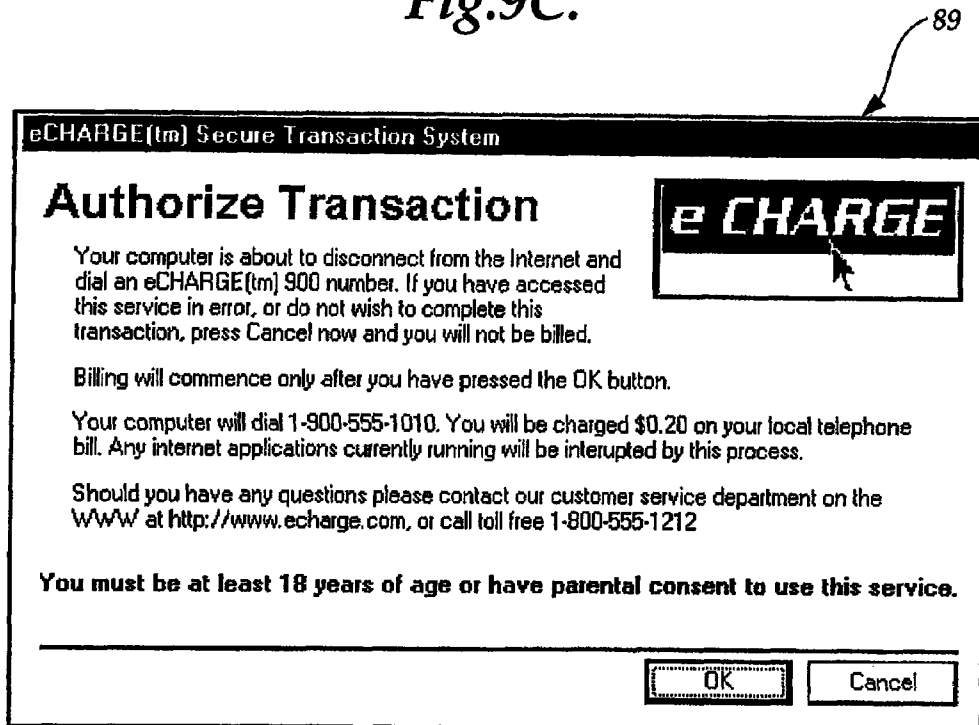 Fig.9C.
89
eCHARGE(tm) Secure Transaction System
Authorize Transaction
e CHARGE
Your computer is about to disconnect from the Internet and
dial an eCHARGE(tm) 900 number. If you have accessed
this service in error, or do not wish to complete this
transaction, press Cancel now and you will not be billed.
Billing will commence only after you have pressed the OK button.
Your computer will dial 1-900-555-1010. You will be charged $0.20 on your local telephone
bill. Any internet applications currently running will be interupted by this process.
Should you have any questions please contact our customer service department on the
WWW at http://www.echarge.com, or call toll free 1-800-555-1212
You must be at least 18 years of age or have parental consent to use this service.
OK
Cancel